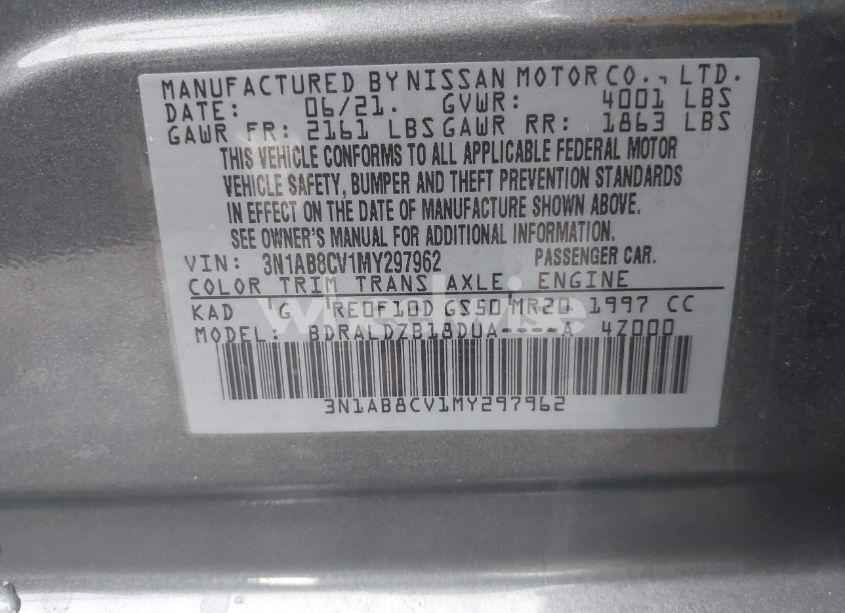 MANUFACTURED BY NISSAN MOTOR CO., LTD.
DATE: 06/21. GVWR: 4001 LBS
GAWR FR: 2161 LBS GAWR RR: 1863 LBS
THIS VEHICLE CONFORMS TO ALL APPLICABLE FEDERAL MOTOR
VEHICLE SAFETY, BUMPER AND THEFT PREVENTION STANDARDS
IN EFFECT ON THE DATE OF MANUFACTURE SHOWN ABOVE.
SEE OWNER'S MANUAL FOR ADDITIONAL INFORMATION.
VIN: 3N1AB8CV1MY297962 PASSENGER CAR.
COLOR TRIM TRANS AXLE ENGINE
KAD G RE0F10D GS50 MR20 1997 CC
MODEL: BDRALDZB18DUA----A 4Z000
3N1AB8CV1MY297962